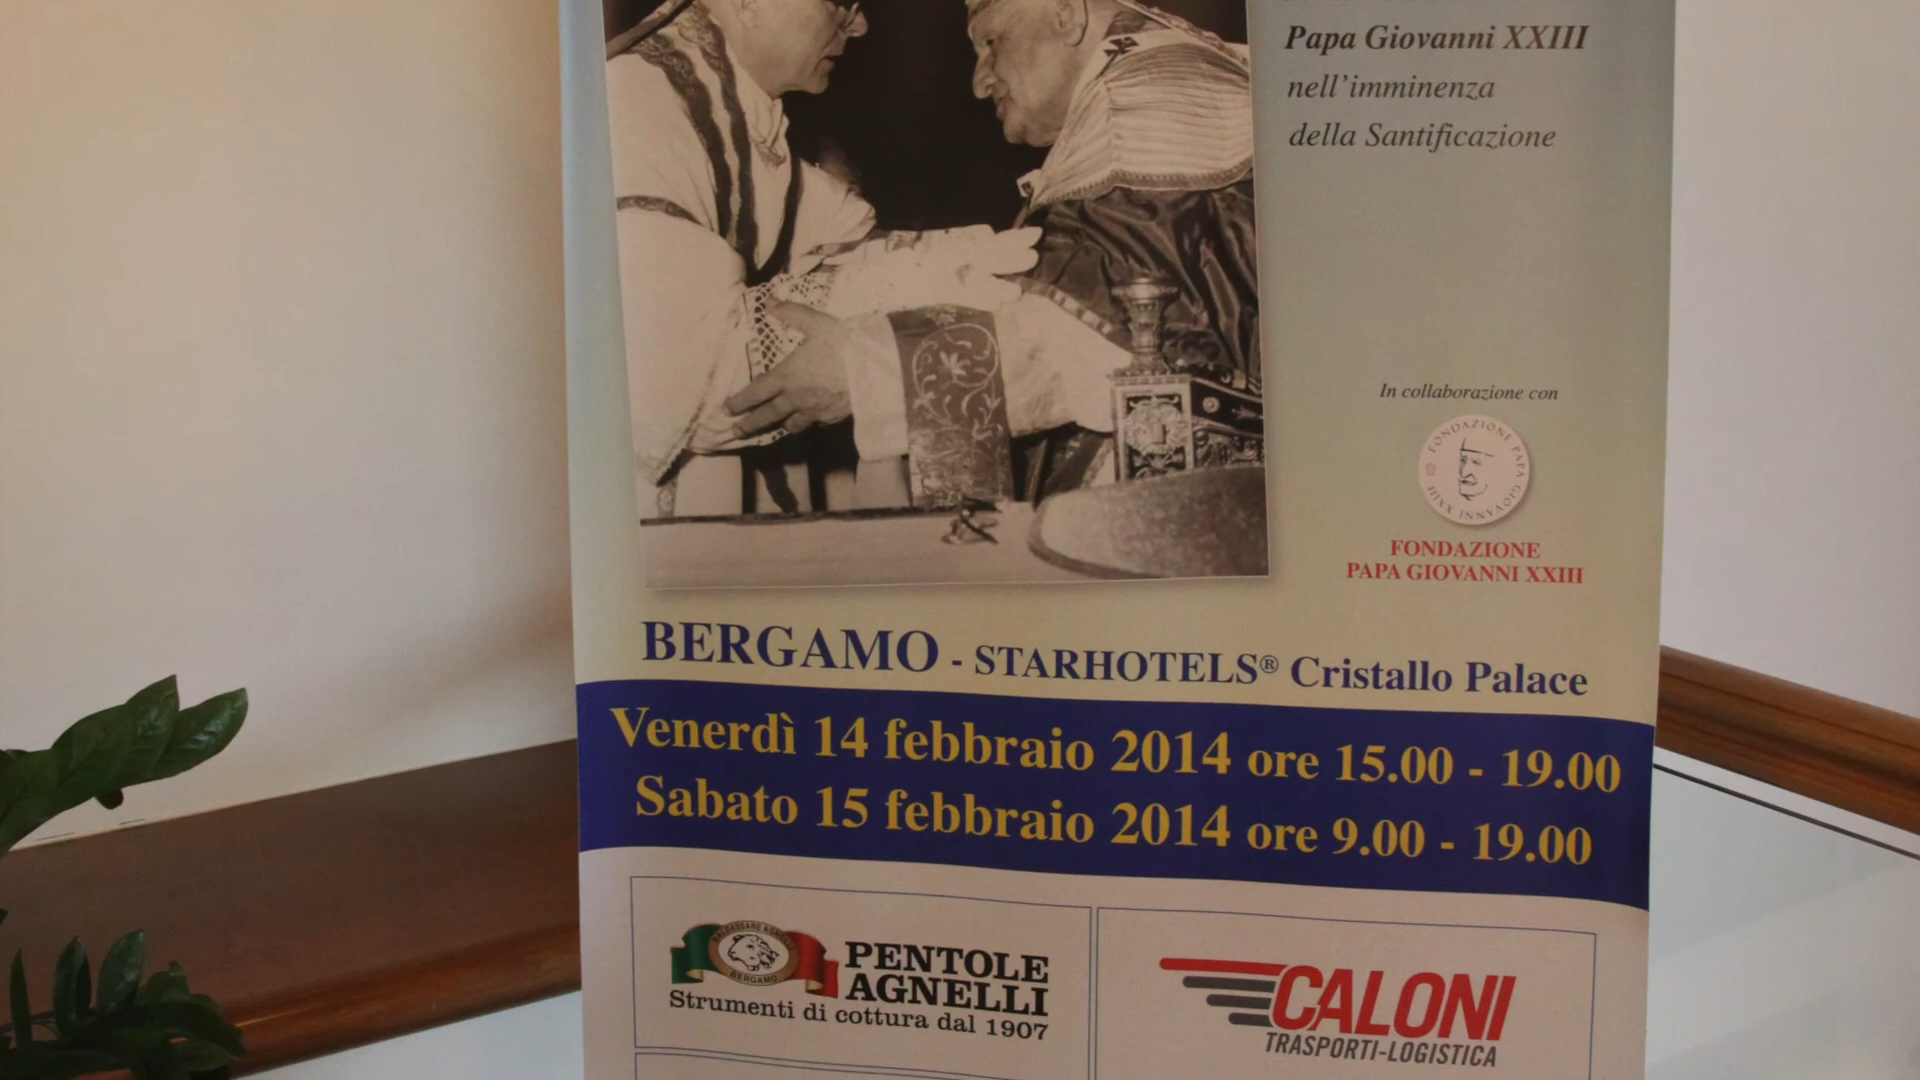 Papa Giovanni XXIII
nell'imminenza
della Santificazione
In collaborazione con
FONDAZIONE PAPA GIOVANNI XXIII
FONDAZIONE
PAPA GIOVANNI XXIII
BERGAMO - STARHOTELS® Cristallo Palace
Venerdì 14 febbraio 2014 ore 15.00 - 19.00
Sabato 15 febbraio 2014 ore 9.00 - 19.00
BALDASSARE AGNELLI
BERGAMO
PENTOLE
AGNELLI
Strumenti di cottura dal 1907
CALONI
TRASPORTI-LOGISTICA